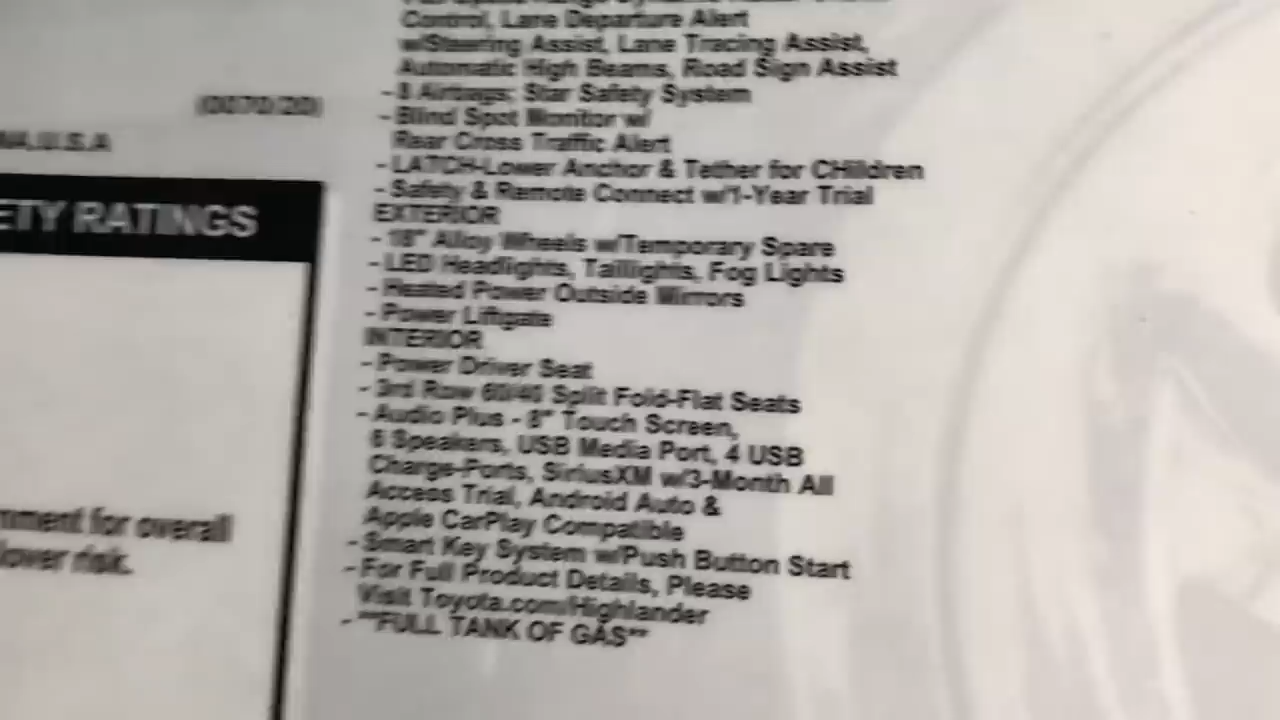 Control, Lane Departure Alert
w/Steering Assist, Lane Tracing Assist,
Automatic High Beams, Road Sign Assist
- 8 Airbags; Star Safety System
- Blind Spot Monitor w/
Rear Cross Traffic Alert
- LATCH-Lower Anchor & Tether for CHildren
- Safety & Remote Connect w/1-Year Trial
EXTERIOR
- 18" Alloy Wheels w/Temporary Spare
- LED Headlights, Taillights, Fog Lights
- Heated Power Outside Mirrors
- Power Liftgate
INTERIOR
- Power Driver Seat
- 3rd Row 60/40 Split Fold-Flat Seats
- Audio Plus - 8" Touch Screen,
6 Speakers, USB Media Port, 4 USB
Charge-Ports, SiriusXM w/3-Month All
Access Trial, Android Auto &
Apple CarPlay Compatible
- Smart Key System w/Push Button Start
- For Full Product Details, Please
Visit Toyota.com/Highlander
- **FULL TANK OF GAS**
(0070/20)
NA,U.S.A
ETY RATINGS
mment for overall
lower risk.